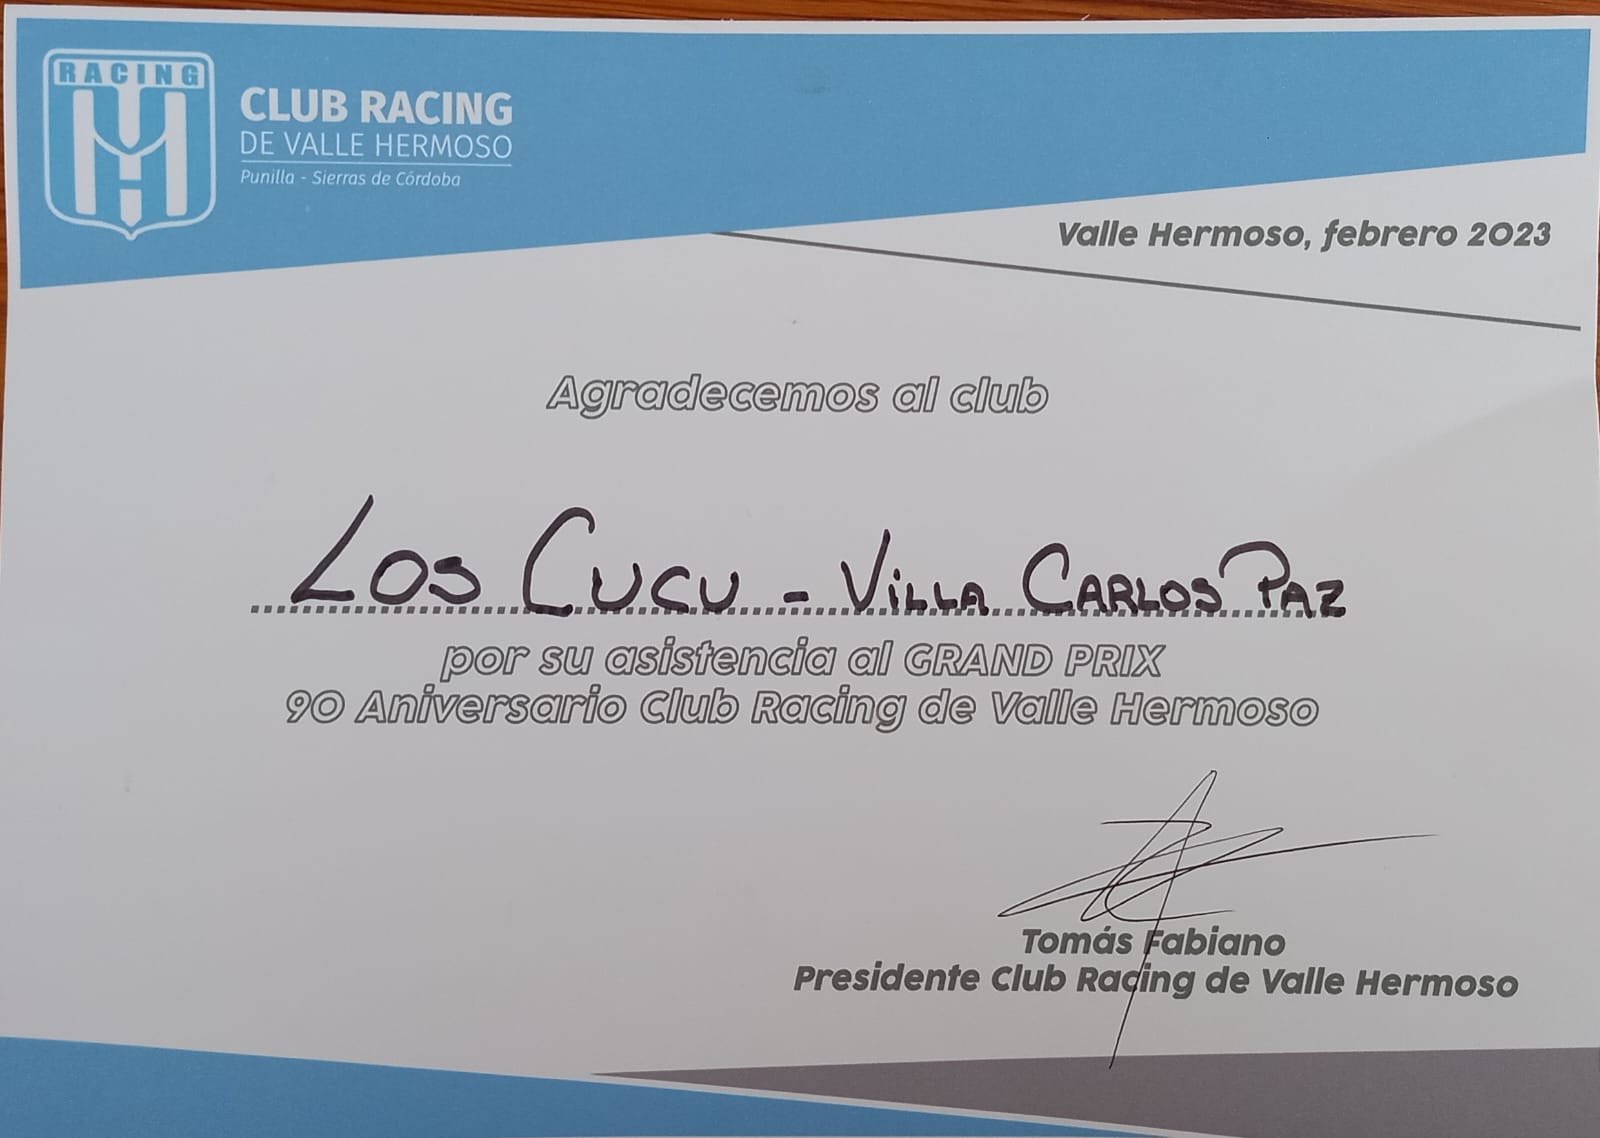 RACING
CLUB RACING
DE VALLE HERMOSO
Punilla - Sierras de Córdoba
Valle Hermoso, febrero 2023
Agradecemos al club
LOS CUCU - VILLA CARLOS PAZ
por su asistencia al GRAND PRIX
90 Aniversario Club Racing de Valle Hermoso
Tomás Fabiano
Presidente Club Racing de Valle Hermoso